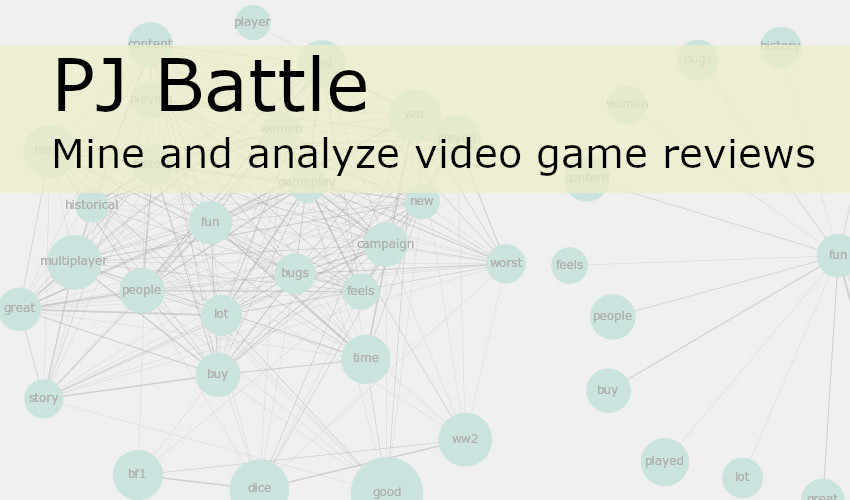 player
content
history
bugs
PJ Battle
women
war
women
Mine and analyze video game reviews
gameplay
content
historical
new
fun
campaign
multiplayer
fun
worst
feels
bugs
people
feels
great
lot
people
time
buy
buy
story
ww2
played
bf1
lot
dice
good
great